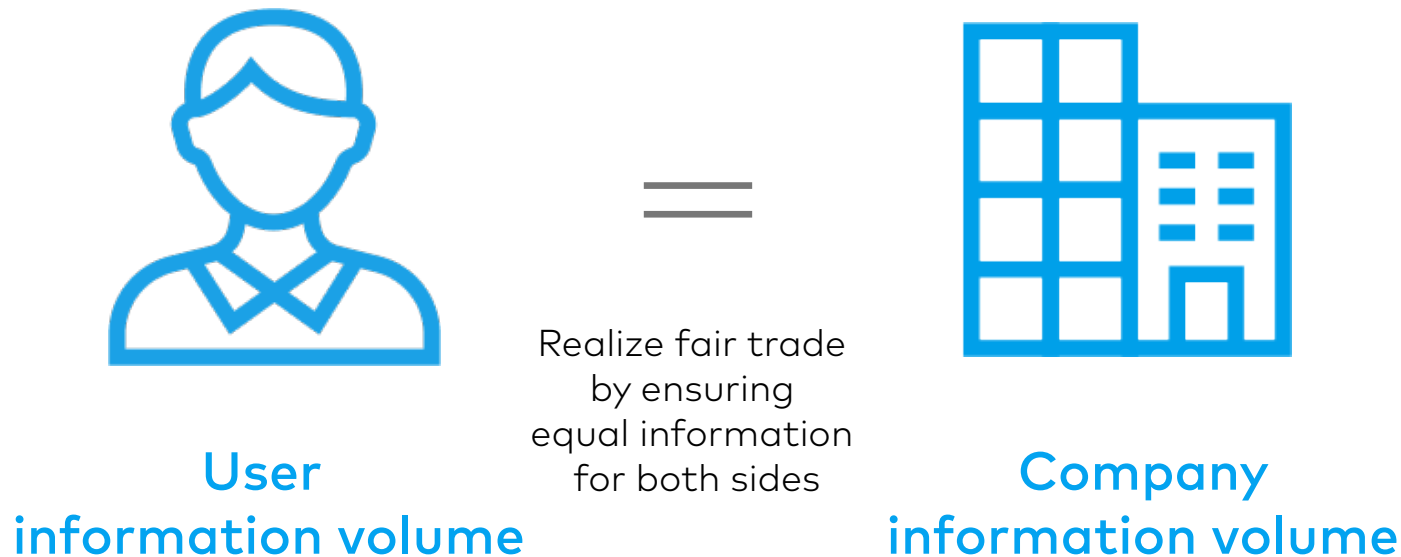 Realize fair trade
by ensuring
equal information
for both sides
User
information volume
Company
information volume